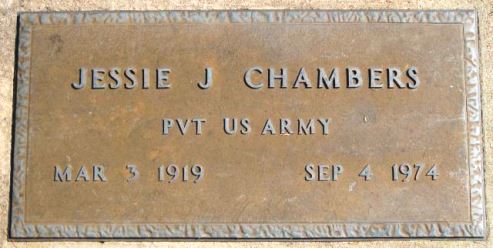 JESSIE J CHAMBERS
PVT US ARMY
MAR 3 1919 SEP 4 1974